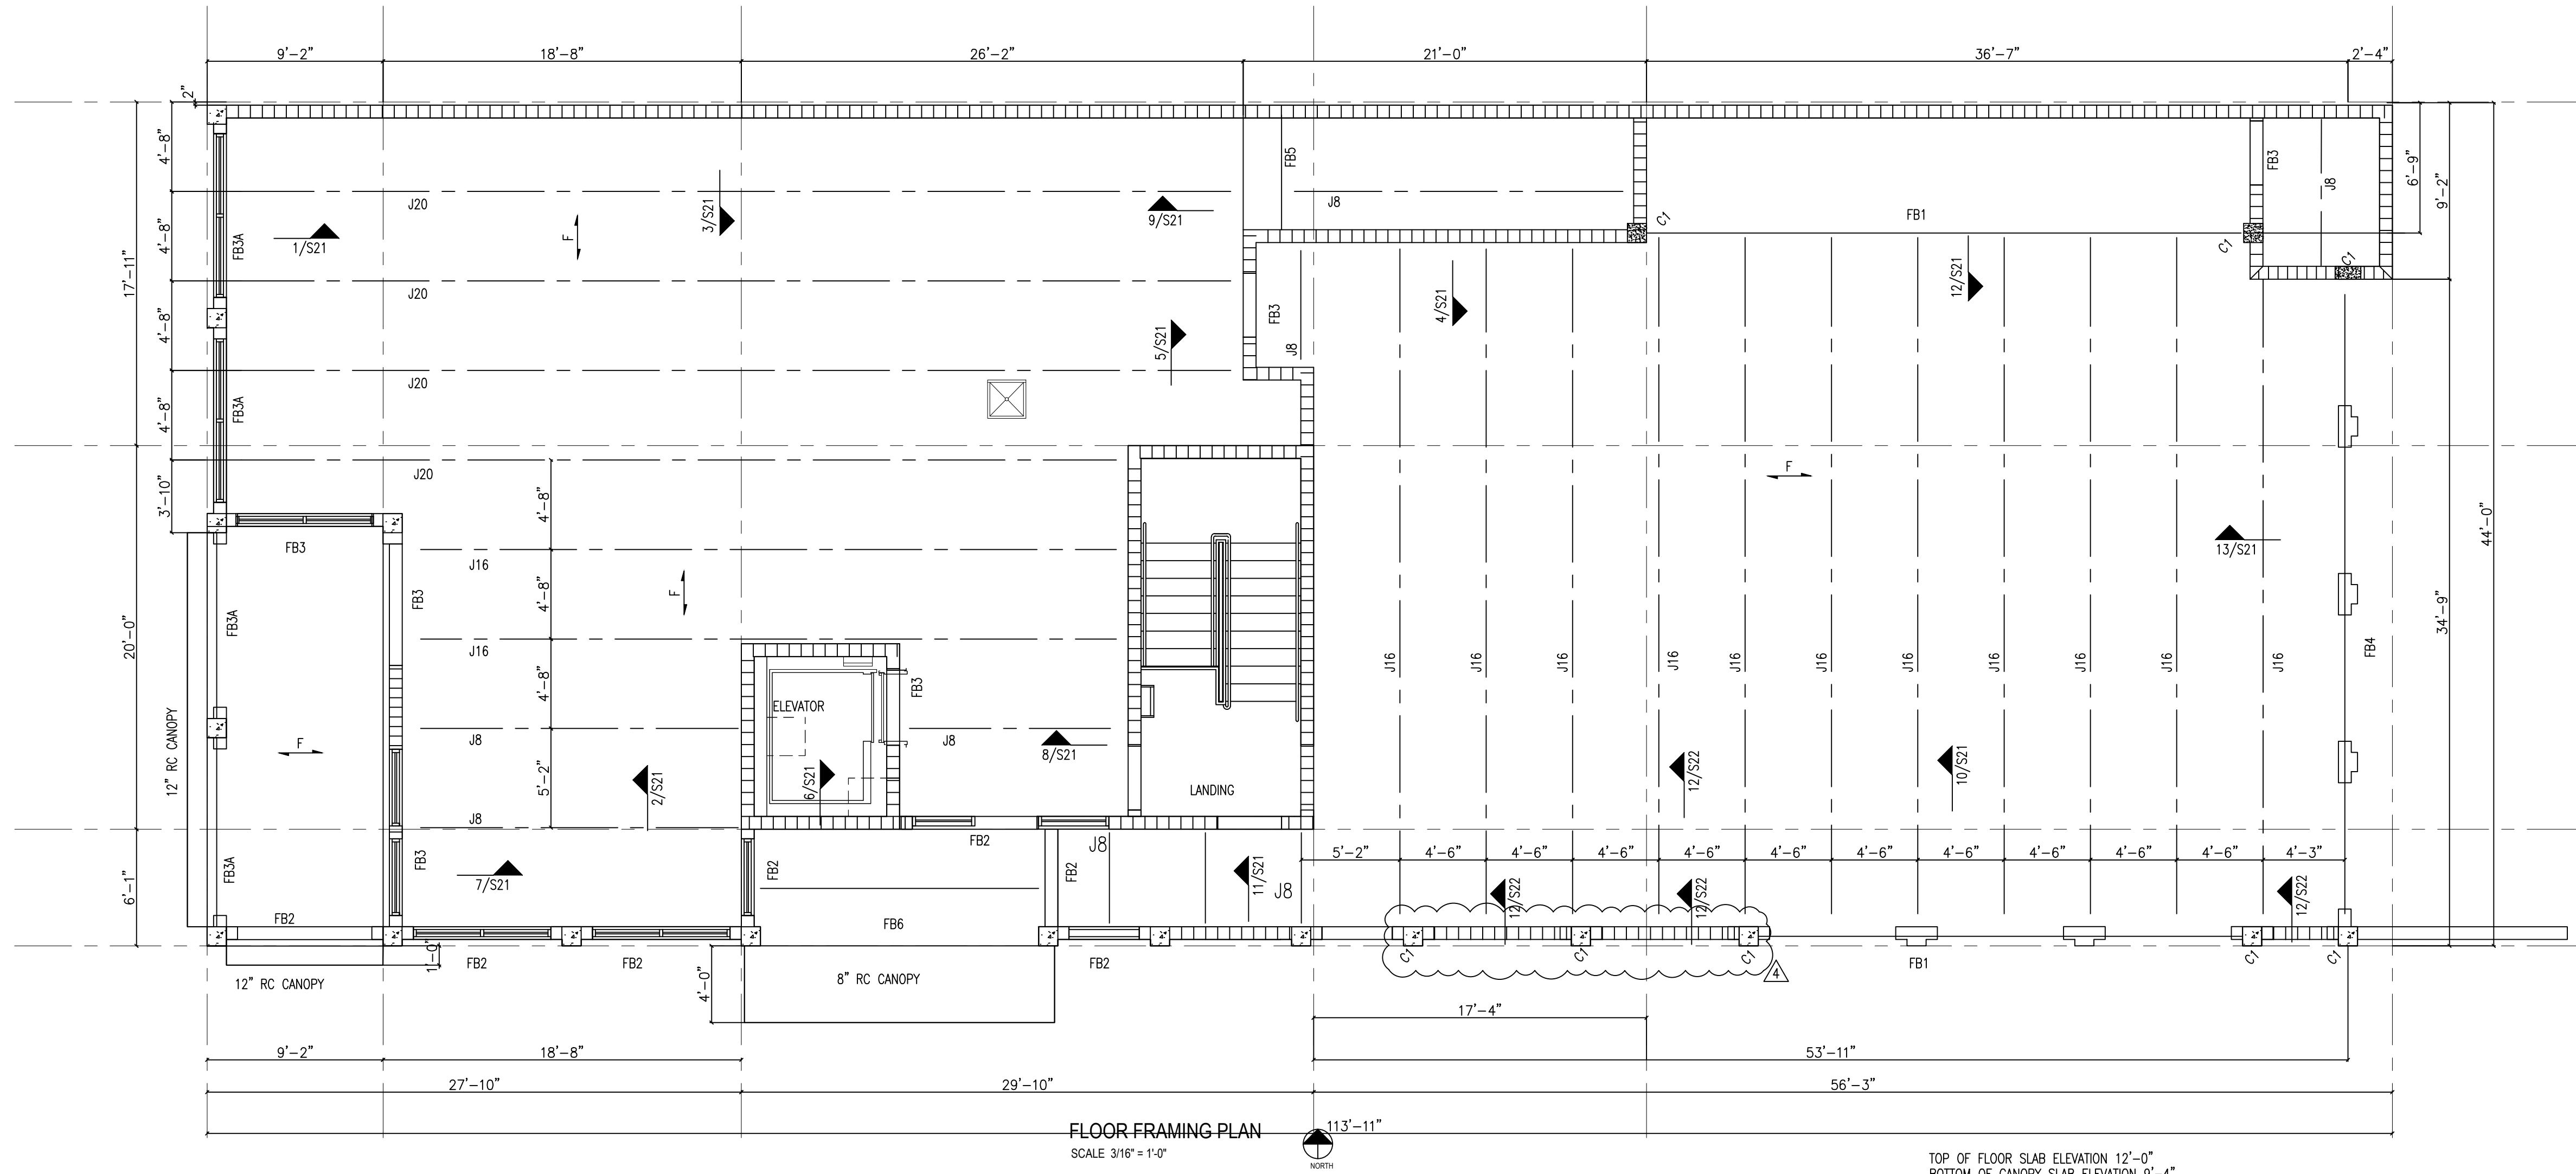 9'-2"
18'-8"
26'-2"
21'-0"
36'-7"
2'-4"
2"
4'-8"
FB5
FB3
J8
6'-9"
9'-2"
J20
3/S21
9/S21
J8
C1
FB1
1/S21
FB3A
F
4'-8"
17'-11"
C1
C1
12/S21
J20
4/S21
FB3
4'-8"
5/S21
J8
J20
FB3A
4'-8"
F
J20
3'-10"
4'-8"
44'-0"
13/S21
FB3
J16
4'-8"
FB3
F
FB3A
34'-9"
20'-0"
J16
4'-8"
J16
J16
J16
J16
J16
J16
J16
J16
J16
J16
J16
FB4
FB3
ELEVATOR
12" RC CANOPY
F
J8
J8
8/S21
5'-2"
2/S21
6/S21
LANDING
12/S22
10/S21
J8
FB2
J8
5'-2"
4'-6"
4'-6"
4'-6"
4'-6"
4'-6"
4'-6"
4'-6"
4'-6"
4'-6"
4'-6"
4'-3"
6'-1"
FB3A
FB3
7/S21
FB2
FB2
11/S21
J8
12/S22
12/S22
12/S22
FB2
FB6
1'-0"
FB2
FB2
FB2
C1
C1
C1
FB1
C1
C1
4
12" RC CANOPY
4'-0"
8" RC CANOPY
17'-4"
9'-2"
18'-8"
53'-11"
27'-10"
29'-10"
56'-3"
113'-11"
FLOOR FRAMING PLAN
SCALE 3/16" = 1'-0"
NORTH
TOP OF FLOOR SLAB ELEVATION 12'-0"
BOTTOM OF CANOPY SLAB ELEVATION 9'-4"